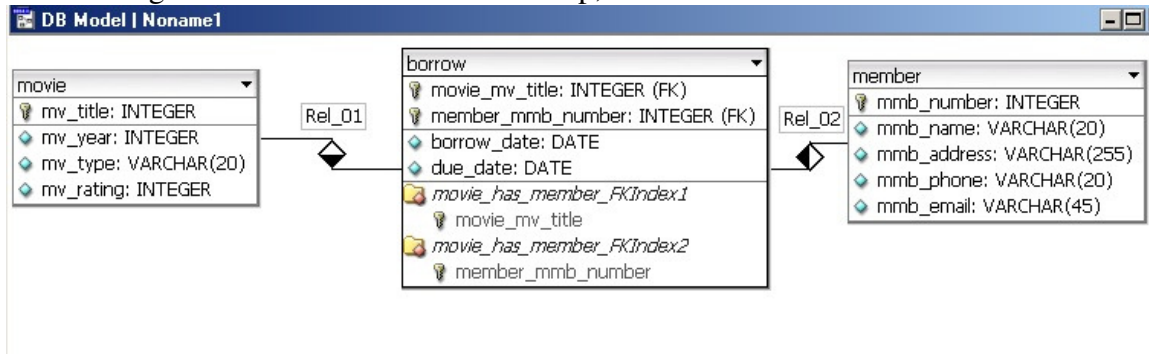 DB Model | Noname1
movie
mv_title: INTEGER
mv_year: INTEGER
mv_type: VARCHAR(20)
mv_rating: INTEGER
Rel_01
borrow
movie_mv_title: INTEGER (FK)
member_mmb_number: INTEGER (FK)
borrow_date: DATE
due_date: DATE
movie_has_member_FKIndex1
movie_mv_title
movie_has_member_FKIndex2
member_mmb_number
Rel_02
member
mmb_number: INTEGER
mmb_name: VARCHAR(20)
mmb_address: VARCHAR(255)
mmb_phone: VARCHAR(20)
mmb_email: VARCHAR(45)